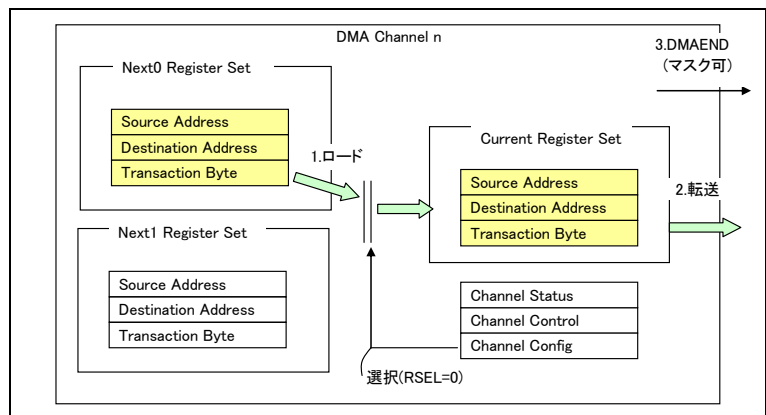 DMA Channel n
3.DMAEND
(マスク可)
Next0 Register Set
Source Address
Destination Address
Transaction Byte
1.ロード
Current Register Set
Source Address
Destination Address
Transaction Byte
2.転送
Next1 Register Set
Source Address
Destination Address
Transaction Byte
Channel Status
Channel Control
Channel Config
選択(RSEL=0)